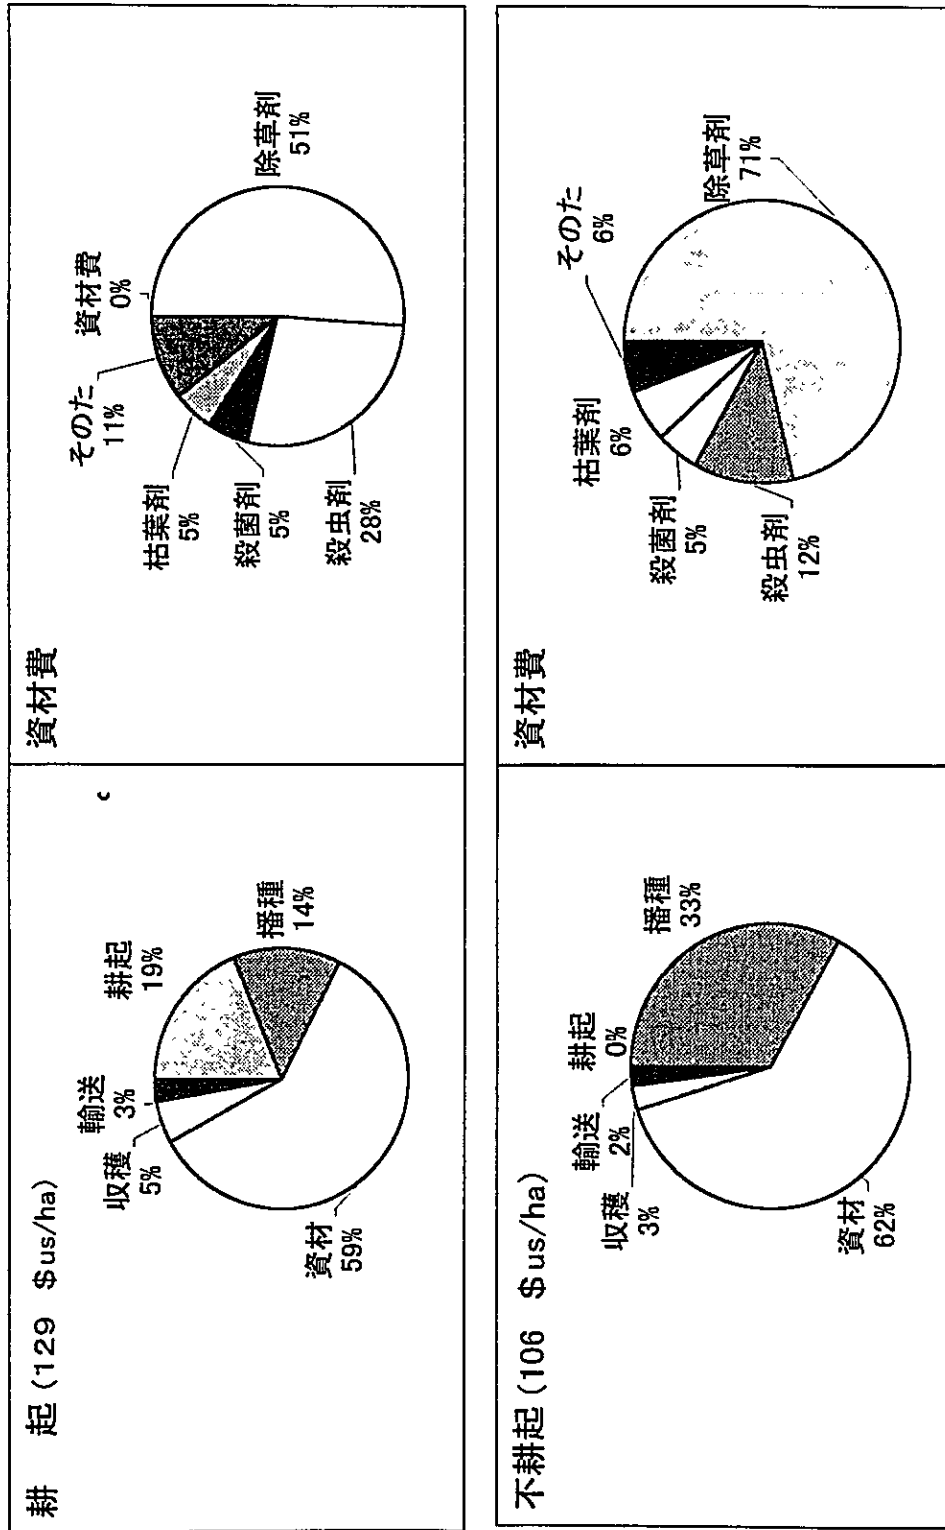 耕　起 (129 $us/ha)
耕起
19%
播種
14%
資材
59%
収穫
5%
輸送
3%
c
資材費
資材費
0%
除草剤
51%
殺虫剤
28%
殺菌剤
5%
枯葉剤
5%
そのた
11%
不耕起 (106 $us/ha)
耕起
0%
播種
33%
資材
62%
収穫
3%
輸送
2%
資材費
除草剤
71%
殺虫剤
12%
殺菌剤
5%
枯葉剤
6%
そのた
6%